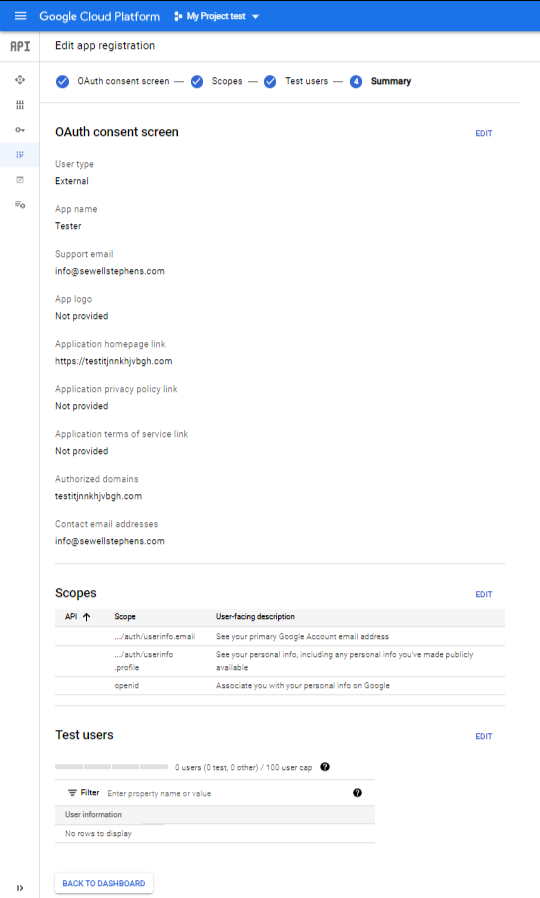 Google Cloud Platform My Project test
API Edit app registration
OAuth consent screen — Scopes — Test users — 4 Summary
OAuth consent screen EDIT
User type
External
App name
Tester
Support email
info@sewellstephens.com
App logo
Not provided
Application homepage link
https://testitjnnkhjvbgh.com
Application privacy policy link
Not provided
Application terms of service link
Not provided
Authorized domains
testitjnnkhjvbgh.com
Contact email addresses
info@sewellstephens.com
Scopes EDIT
API Scope User-facing description
.../auth/userinfo.email See your primary Google Account email address
.../auth/userinfo See your personal info, including any personal info you've made publicly
.profile available
openid Associate you with your personal info on Google
Test users EDIT
0 users (0 test, 0 other) / 100 user cap ?
Filter Enter property name or value ?
User information
No rows to display
BACK TO DASHBOARD